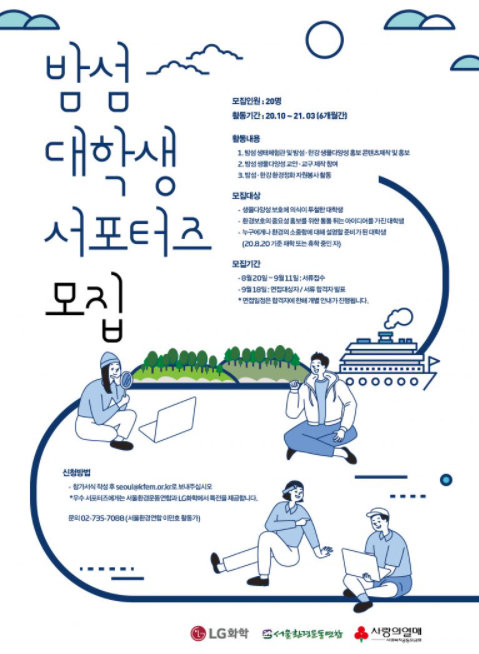 밤섬
대학생
서포터즈
모집
모집인원 : 20명
활동기간 : 20.10 ~ 21. 03 (6개월간)
활동내용
1. 밤섬 생태체험관 및 밤섬·한강 생물다양성 홍보 콘텐츠제작 및 홍보
2. 밤섬 생물다양성 교안·교구 제작 참여
3. 밤섬·한강 환경정화 자원봉사 활동
모집대상
- 생물다양성 보호에 의식이 투철한 대학생
- 환경보호의 중요성 홍보를 위한 통통 튀는 아이디어를 가진 대학생
- 누구에게나 환경의 소중함에 대해 설명할 준비가 된 대학생
(20.8.20 기준 재학 또는 휴학 중인 자)
모집기간
- 8월 20일 ~ 9월 11일 : 서류접수
- 9월 18일 : 면접대상자 / 서류 합격자 발표
* 면접일정은 합격자에 한해 개별 안내가 진행됩니다.
신청방법
- 참가서식 작성 후 seoul@kfem.or.kr로 보내주십시오
*우수 서포터즈에게는 서울환경운동연합과 LG화학에서 특전을 제공합니다.
문의 02-735-7088 (서울환경연합 이민호 활동가)
LG화학
서울환경운동연합
사랑의열매
사회복지공동모금회